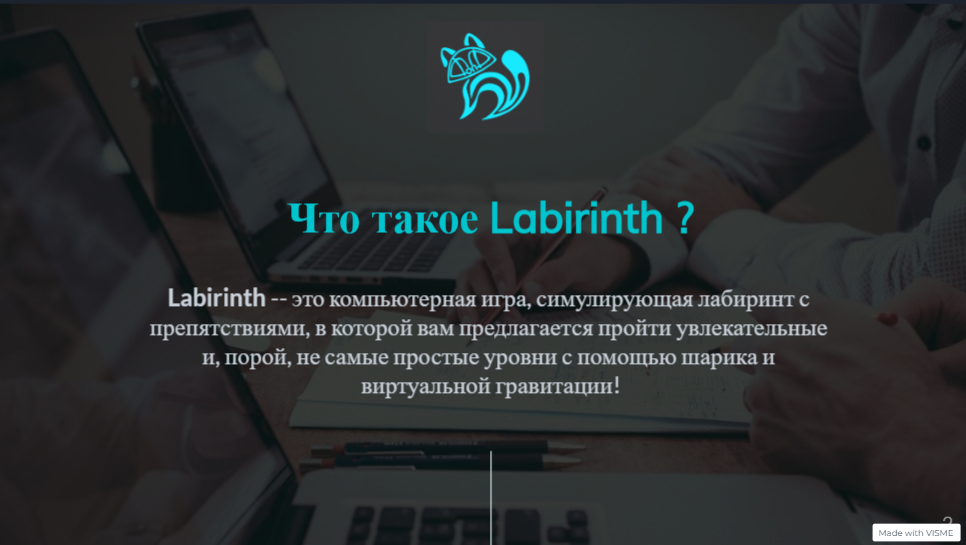 Что такое Labirinth ?
Labirinth -- это компьютерная игра, симулирующая лабиринт с
препятствиями, в которой вам предлагается пройти увлекательные
и, порой, не самые простые уровни с помощью шарика и
виртуальной гравитации!
2
Made with VISME